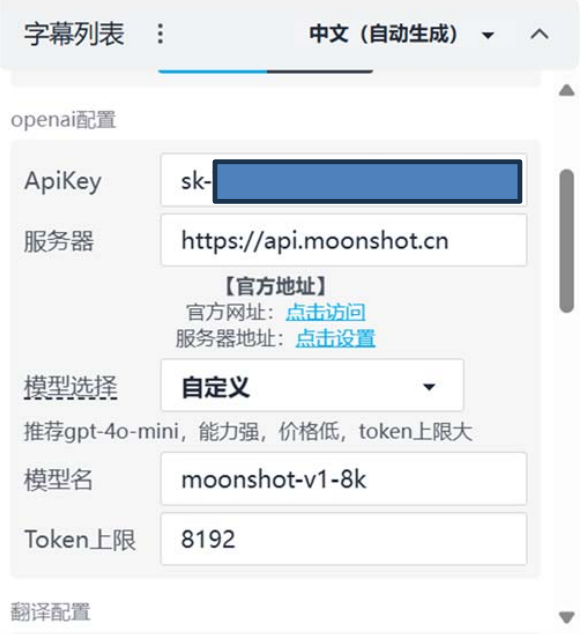 字幕列表 ⋮ 中文（自动生成）
openai配置
ApiKey sk-
服务器 https://api.moonshot.cn
【官方地址】
官方网址：点击访问
服务器地址：点击设置
模型选择 自定义
推荐gpt-4o-mini，能力强，价格低，token上限大
模型名 moonshot-v1-8k
Token上限 8192
翻译配置